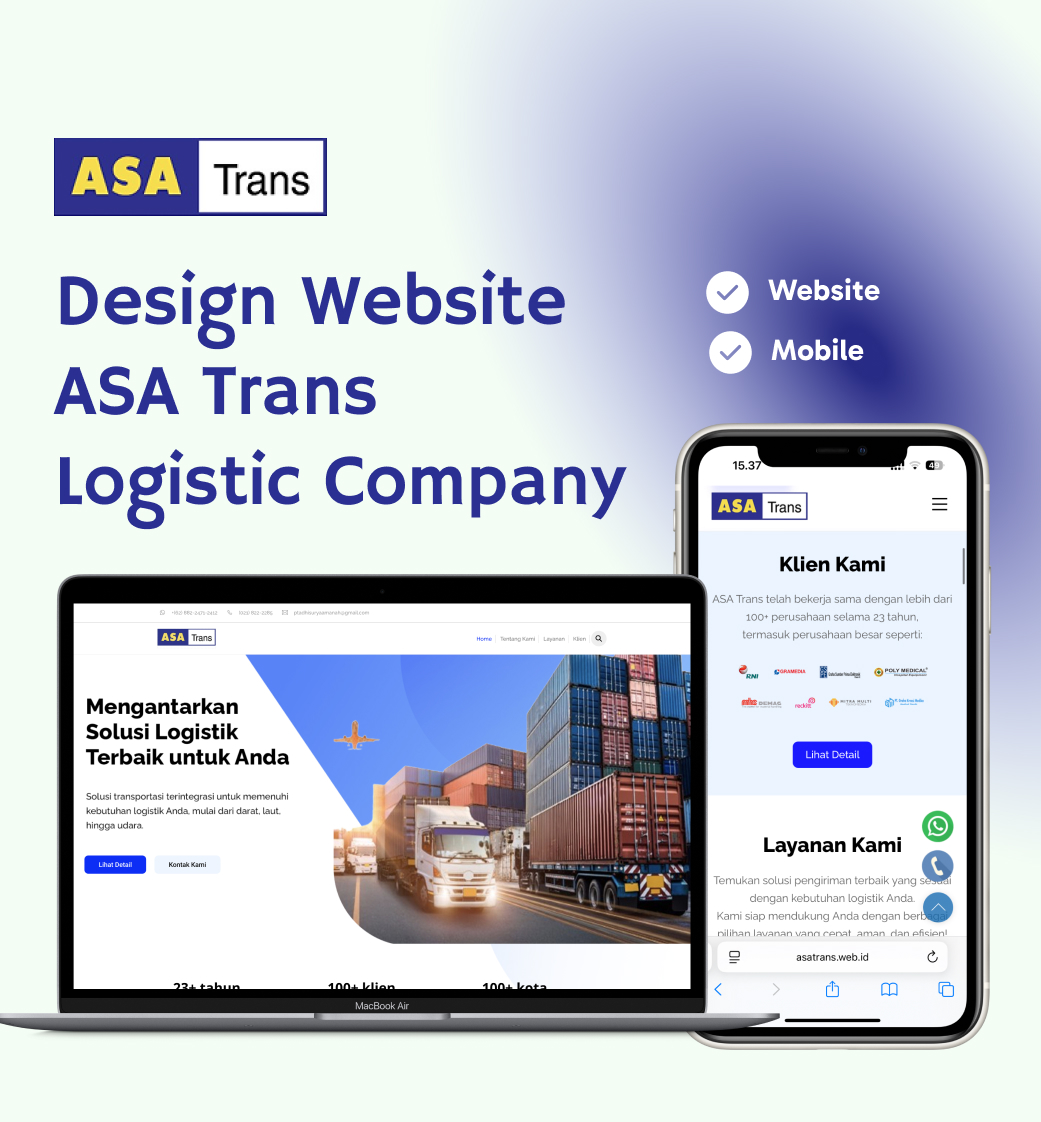 ASA Trans
Design Website
ASA Trans
Logistic Company
Website
Mobile
15.37
49
ASA Trans
Klien Kami
ASA Trans telah bekerja sama dengan lebih dari
100+ perusahaan selama 23 tahun,
termasuk perusahaan besar seperti:
RNI
GRAMEDIA
POLY MEDICAL
DEMAG
reckitt
MITRA MULTI
Lihat Detail
Layanan Kami
Temukan solusi pengiriman terbaik yang sesuai
dengan kebutuhan logistik Anda.
Kami siap mendukung Anda dengan berbagai
pilihan layanan yang cepat, aman, dan efisien!
asatrans.web.id
ASA Trans
Home
Tentang Kami
Layanan
Klien
Mengantarkan
Solusi Logistik
Terbaik untuk Anda
Solusi transportasi terintegrasi untuk memenuhi
kebutuhan logistik Anda, mulai dari darat, laut,
hingga udara.
Lihat Detail
Kontak Kami
23+ tahun
100+ klien
100+ kota
MacBook Air